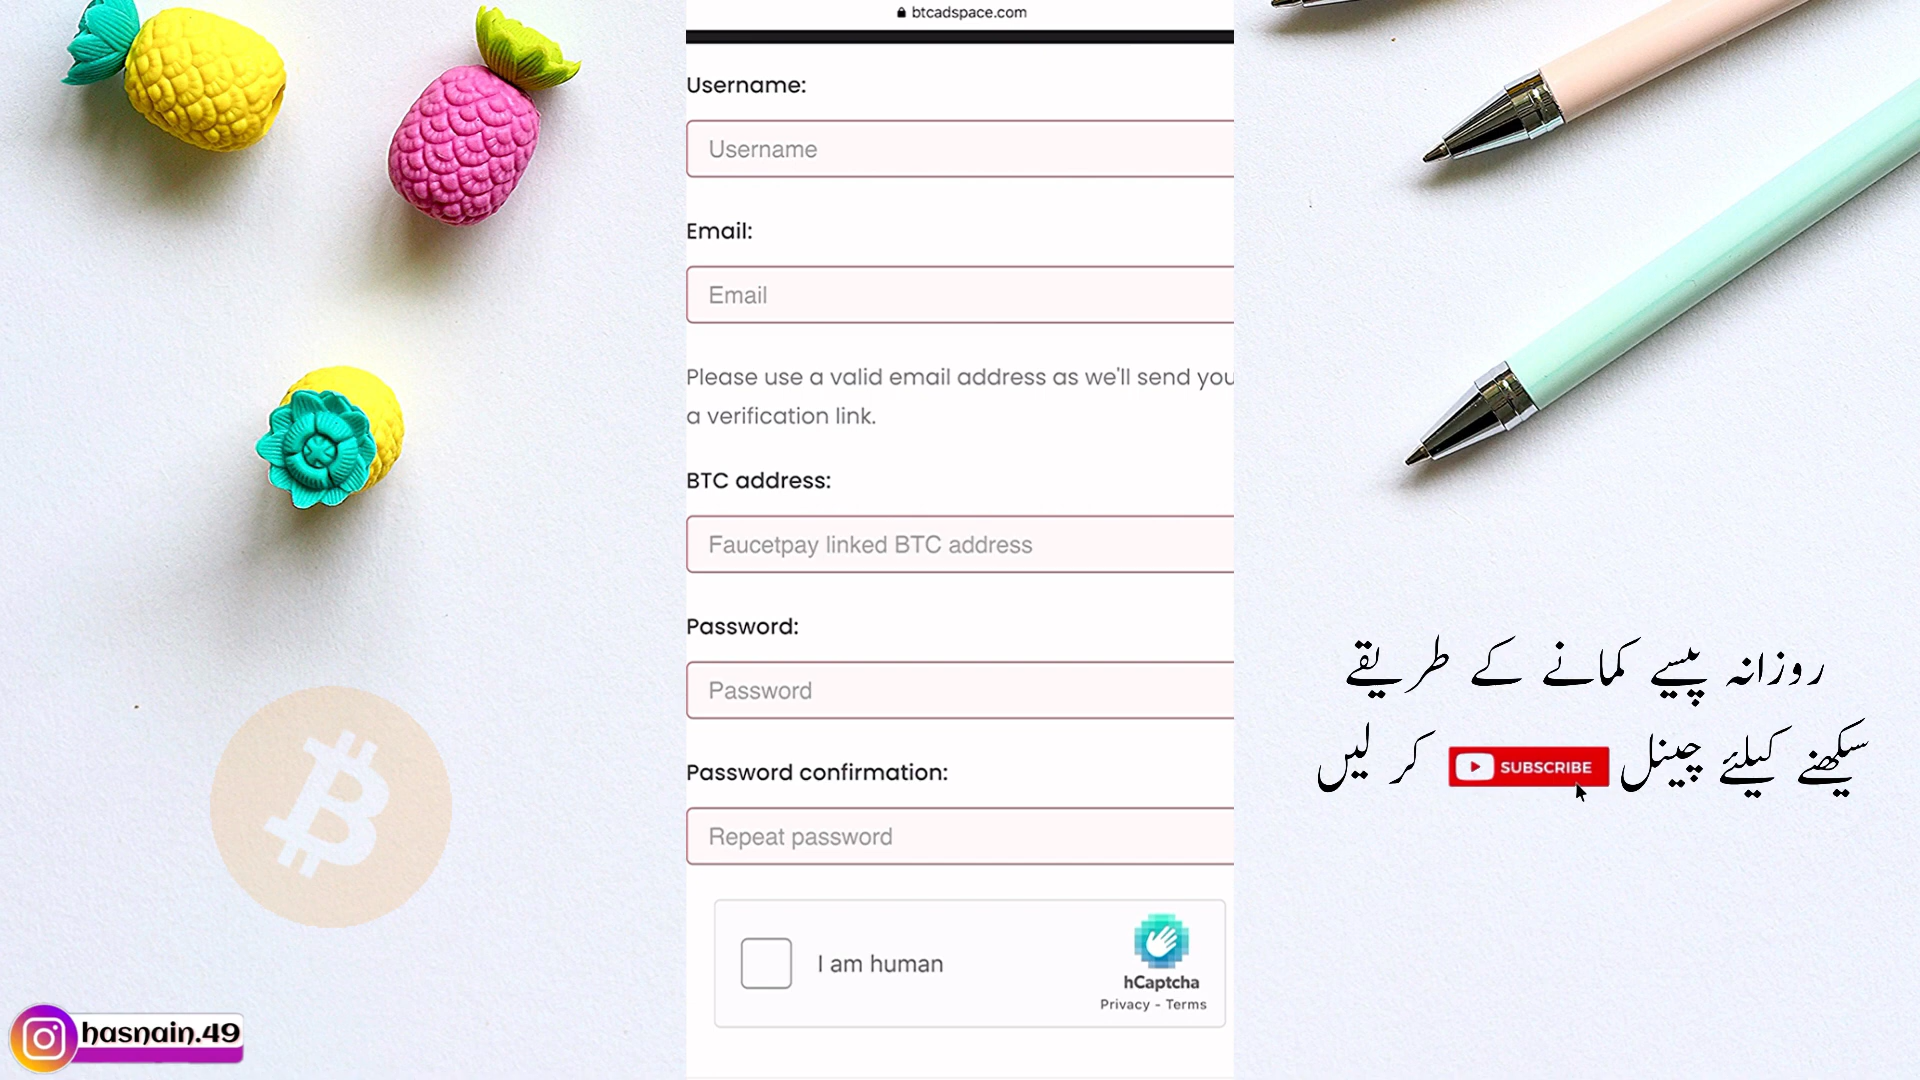 btcadspace.com
Username:
Username
Email:
Email
Please use a valid email address as we'll send you
a verification link.
BTC address:
Faucetpay linked BTC address
Password:
Password
Password confirmation:
Repeat password
I am human
hCaptcha
Privacy - Terms
روزانہ پیسے کمانے کے طریقے
سیکھنے کیلئے چینل SUBSCRIBE کر لیں
hasnain.49